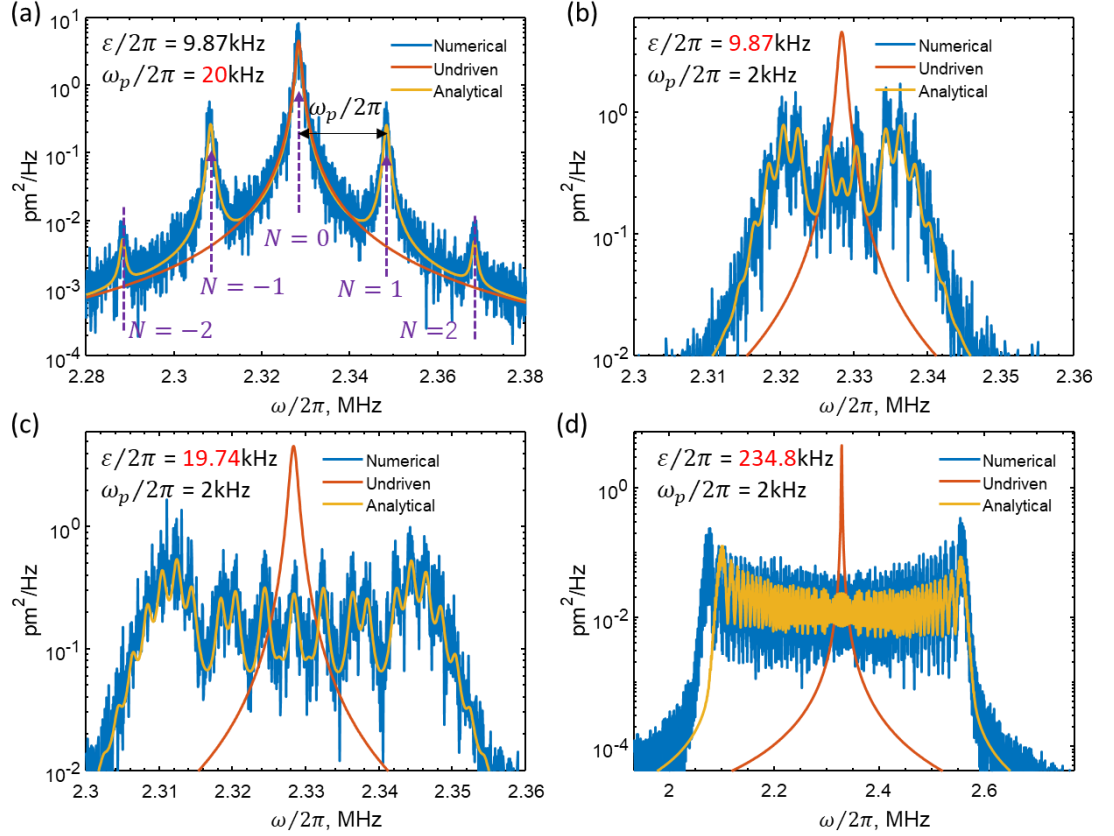 (a)
ε/2π = 9.87kHz
ω_p/2π = 20kHz
Numerical
Undriven
Analytical
ω_p/2π
N = 0
N = −1
N = 1
N = −2
N =2
pm²/Hz
10¹
10⁰
10⁻¹
10⁻²
10⁻³
10⁻⁴
2.28
2.30
2.32
2.34
2.36
2.38
ω/2π, MHz
(b)
ε/2π = 9.87kHz
ω_p/2π = 2kHz
Numerical
Undriven
Analytical
pm²/Hz
10⁰
10⁻¹
10⁻²
2.3
2.31
2.32
2.33
2.34
2.35
2.36
ω/2π, MHz
(c)
ε/2π = 19.74kHz
ω_p/2π = 2kHz
Numerical
Undriven
Analytical
pm²/Hz
10⁰
10⁻¹
10⁻²
2.3
2.31
2.32
2.33
2.34
2.35
2.36
ω/2π, MHz
(d)
ε/2π = 234.8kHz
ω_p/2π = 2kHz
Numerical
Undriven
Analytical
pm²/Hz
10⁰
10⁻²
10⁻⁴
2
2.2
2.4
2.6
ω/2π, MHz